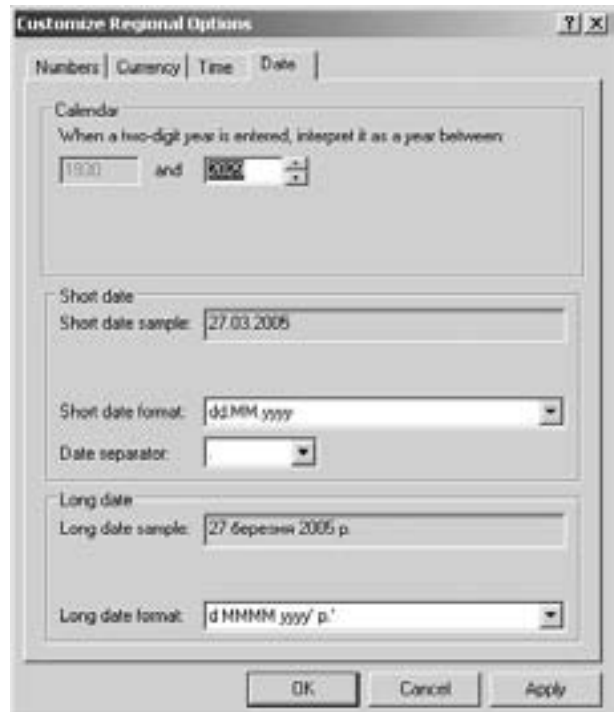 Customize Regional Options
Numbers Currency Time Date
Calendar
When a two-digit year is entered, interpret it as a year between:
1930 and 2029
Short date
Short date sample: 27.03.2005
Short date format: dd.MM.yyyy
Date separator: .
Long date
Long date sample: 27 березня 2005 р.
Long date format: d MMMM yyyy' р.'
OK Cancel Apply